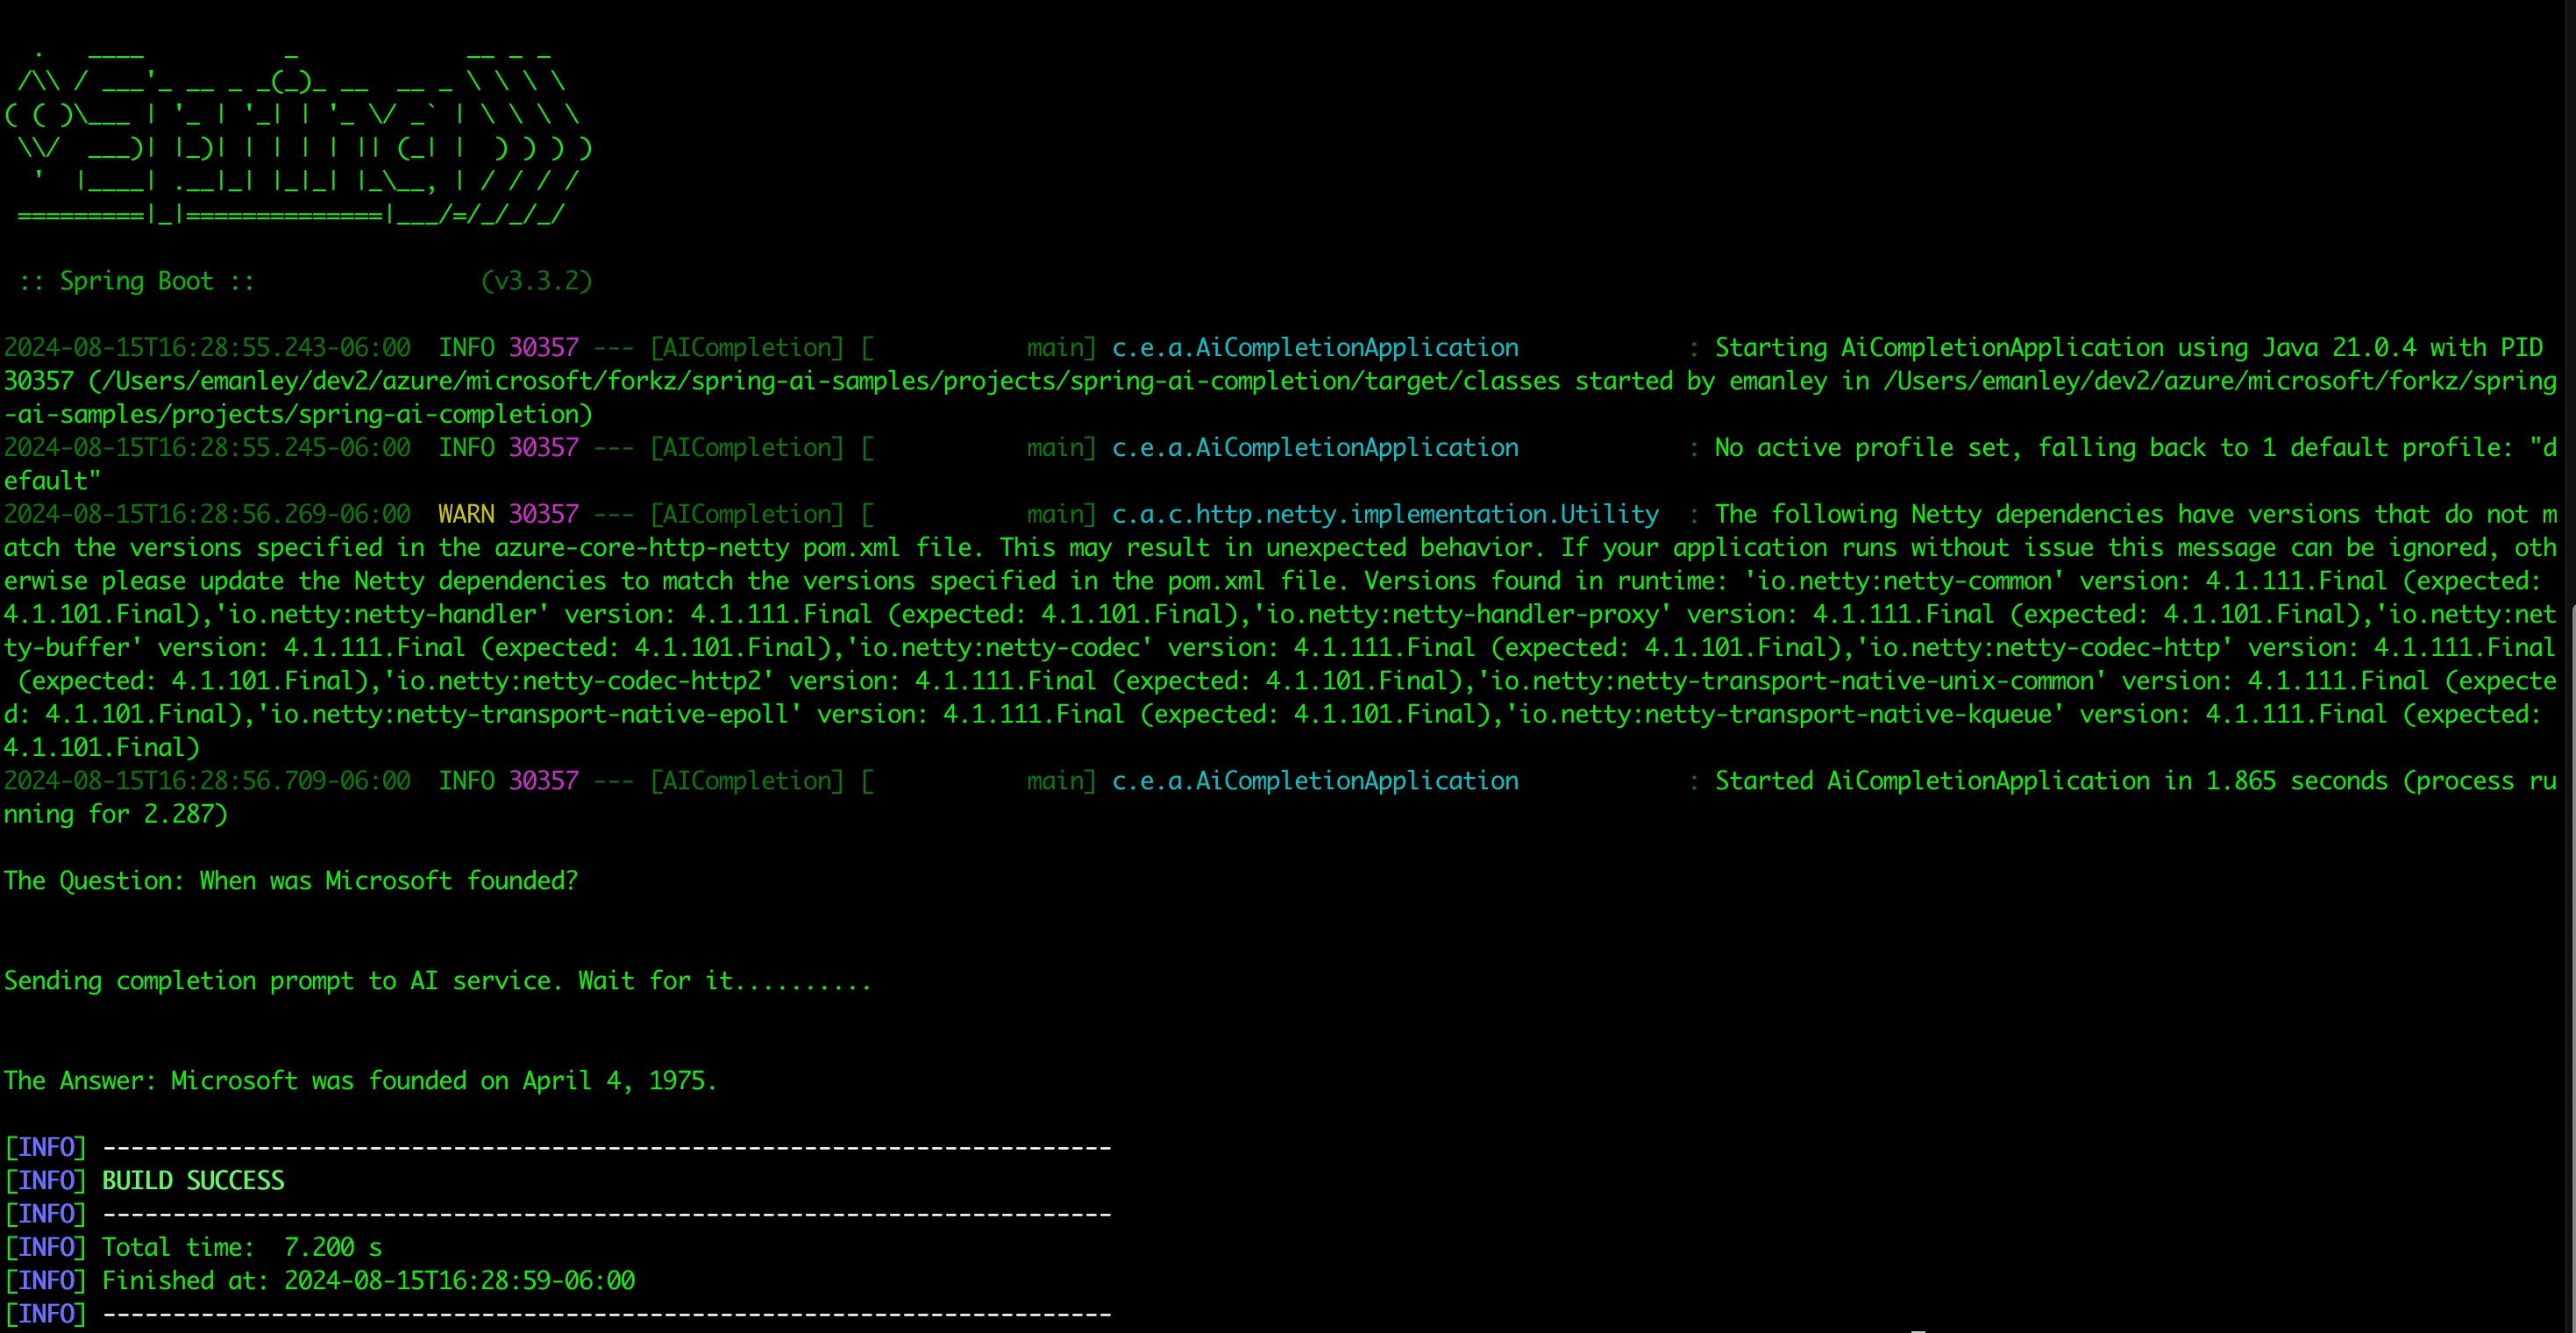 .   ____          _            __ _ _
 /\\ / ___'_ __ _ _(_)_ __  __ _ \ \ \ \
( ( )\___ | '_ | '_| | '_ \/ _` | \ \ \ \
 \\/  ___)| |_)| | | | | || (_| |  ) ) ) )
  '  |____| .__|_| |_|_| |_\__, | / / / /
 =========|_|==============|___/=/_/_/_/
 :: Spring Boot ::                (v3.3.2)
2024-08-15T16:28:55.243-06:00  INFO 30357 --- [AICompletion] [           main] c.e.a.AiCompletionApplication            : Starting AiCompletionApplication using Java 21.0.4 with PID
30357 (/Users/emanley/dev2/azure/microsoft/forkz/spring-ai-samples/projects/spring-ai-completion/target/classes started by emanley in /Users/emanley/dev2/azure/microsoft/forkz/spring
-ai-samples/projects/spring-ai-completion)
2024-08-15T16:28:55.245-06:00  INFO 30357 --- [AICompletion] [           main] c.e.a.AiCompletionApplication            : No active profile set, falling back to 1 default profile: "d
efault"
2024-08-15T16:28:56.269-06:00  WARN 30357 --- [AICompletion] [           main] c.a.c.http.netty.implementation.Utility  : The following Netty dependencies have versions that do not m
atch the versions specified in the azure-core-http-netty pom.xml file. This may result in unexpected behavior. If your application runs without issue this message can be ignored, oth
erwise please update the Netty dependencies to match the versions specified in the pom.xml file. Versions found in runtime: 'io.netty:netty-common' version: 4.1.111.Final (expected:
4.1.101.Final),'io.netty:netty-handler' version: 4.1.111.Final (expected: 4.1.101.Final),'io.netty:netty-handler-proxy' version: 4.1.111.Final (expected: 4.1.101.Final),'io.netty:net
ty-buffer' version: 4.1.111.Final (expected: 4.1.101.Final),'io.netty:netty-codec' version: 4.1.111.Final (expected: 4.1.101.Final),'io.netty:netty-codec-http' version: 4.1.111.Final
 (expected: 4.1.101.Final),'io.netty:netty-codec-http2' version: 4.1.111.Final (expected: 4.1.101.Final),'io.netty:netty-transport-native-unix-common' version: 4.1.111.Final (expecte
d: 4.1.101.Final),'io.netty:netty-transport-native-epoll' version: 4.1.111.Final (expected: 4.1.101.Final),'io.netty:netty-transport-native-kqueue' version: 4.1.111.Final (expected:
4.1.101.Final)
2024-08-15T16:28:56.709-06:00  INFO 30357 --- [AICompletion] [           main] c.e.a.AiCompletionApplication            : Started AiCompletionApplication in 1.865 seconds (process ru
nning for 2.287)
The Question: When was Microsoft founded?
Sending completion prompt to AI service. Wait for it..........
The Answer: Microsoft was founded on April 4, 1975.
[INFO] ------------------------------------------------------------------------
[INFO] BUILD SUCCESS
[INFO] ------------------------------------------------------------------------
[INFO] Total time:  7.200 s
[INFO] Finished at: 2024-08-15T16:28:59-06:00
[INFO] ------------------------------------------------------------------------